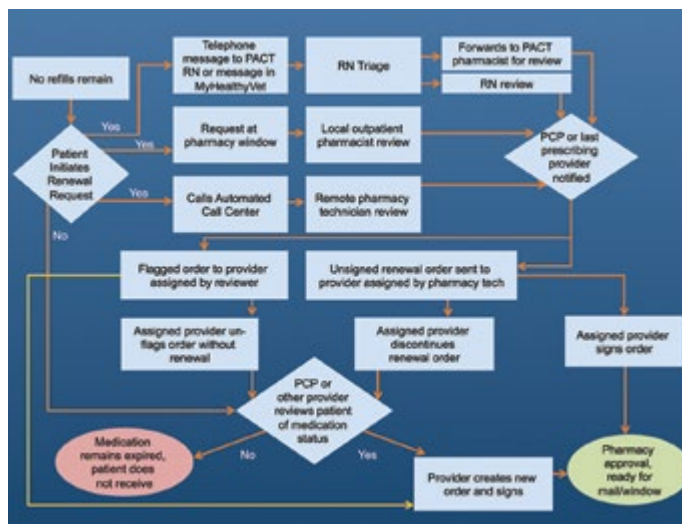 No refills remain
Telephone
message to PACT
RN or message in
MyHealthyVet
RN Triage
Forwards to PACT
pharmacist for review
RN review
Yes
Yes
Yes
No
Patient
Initiates
Renewal
Request
Request at
pharmacy window
Local outpatient
pharmacist review
PCP or last
prescribing
provider
notified
Calls Automated
Call Center
Remote pharmacy
technician review
Flagged order to provider
assigned by reviewer
Unsigned renewal order sent to
provider assigned by pharmacy tech
Assigned provider un-
flags order without
renewal
Assigned provider
discontinues
renewal order
Assigned provider
signs order
PCP or
other provider
reviews patient
of medication
status
No
Yes
Medication
remains expired,
patient does
not receive
Provider creates new
order and signs
Pharmacy
approval,
ready for
mail/window